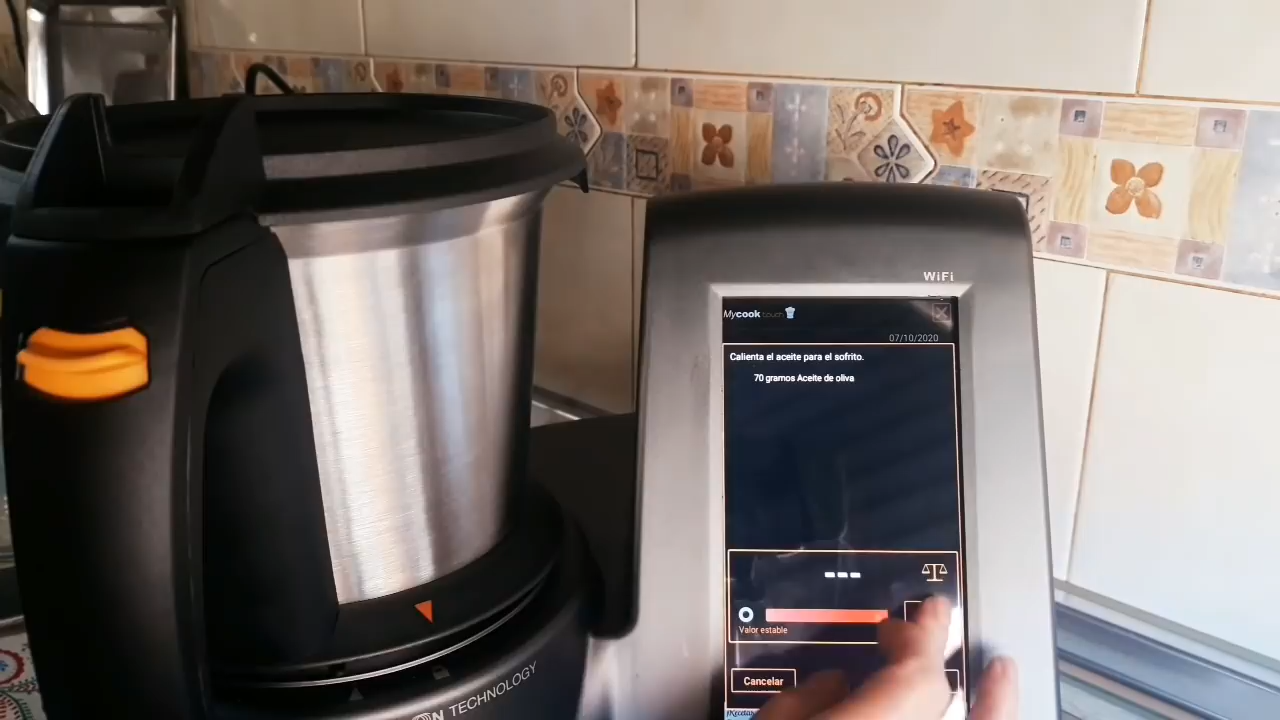 WiFi
Mycook touch
07/10/2020
Calienta el aceite para el sofrito.
70 gramos Aceite de oliva
Valor estable
Cancelar
TECHNOLOGY